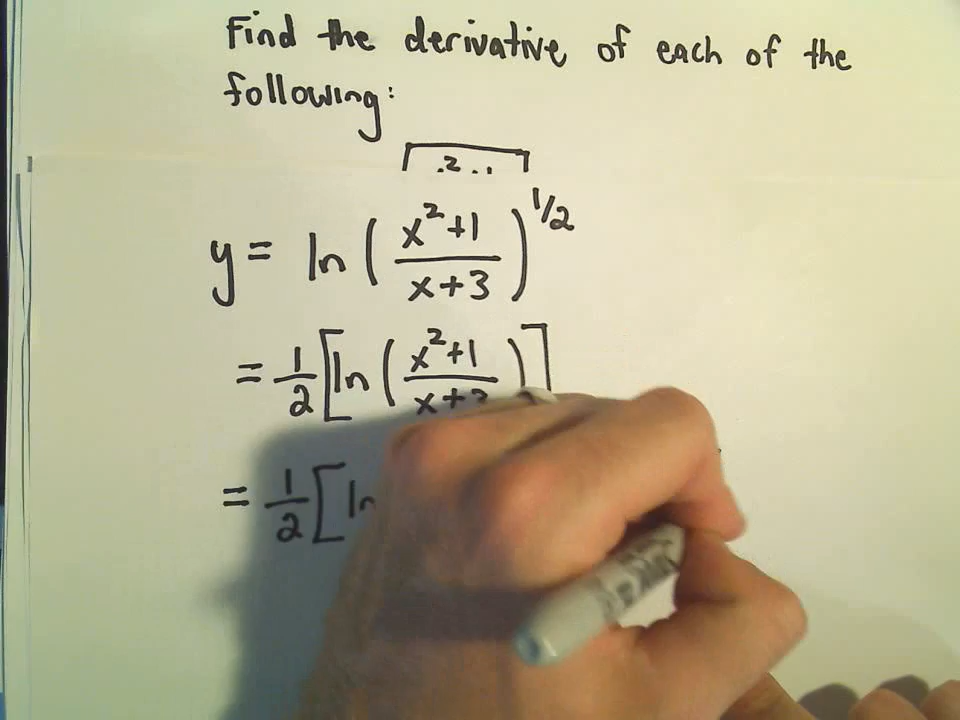 Find the derivative of each of the
following:
y = ln (x²+1 / x+3)^1/2
= 1/2 [ln (x²+1 / x+3)]
= 1/2 [ln